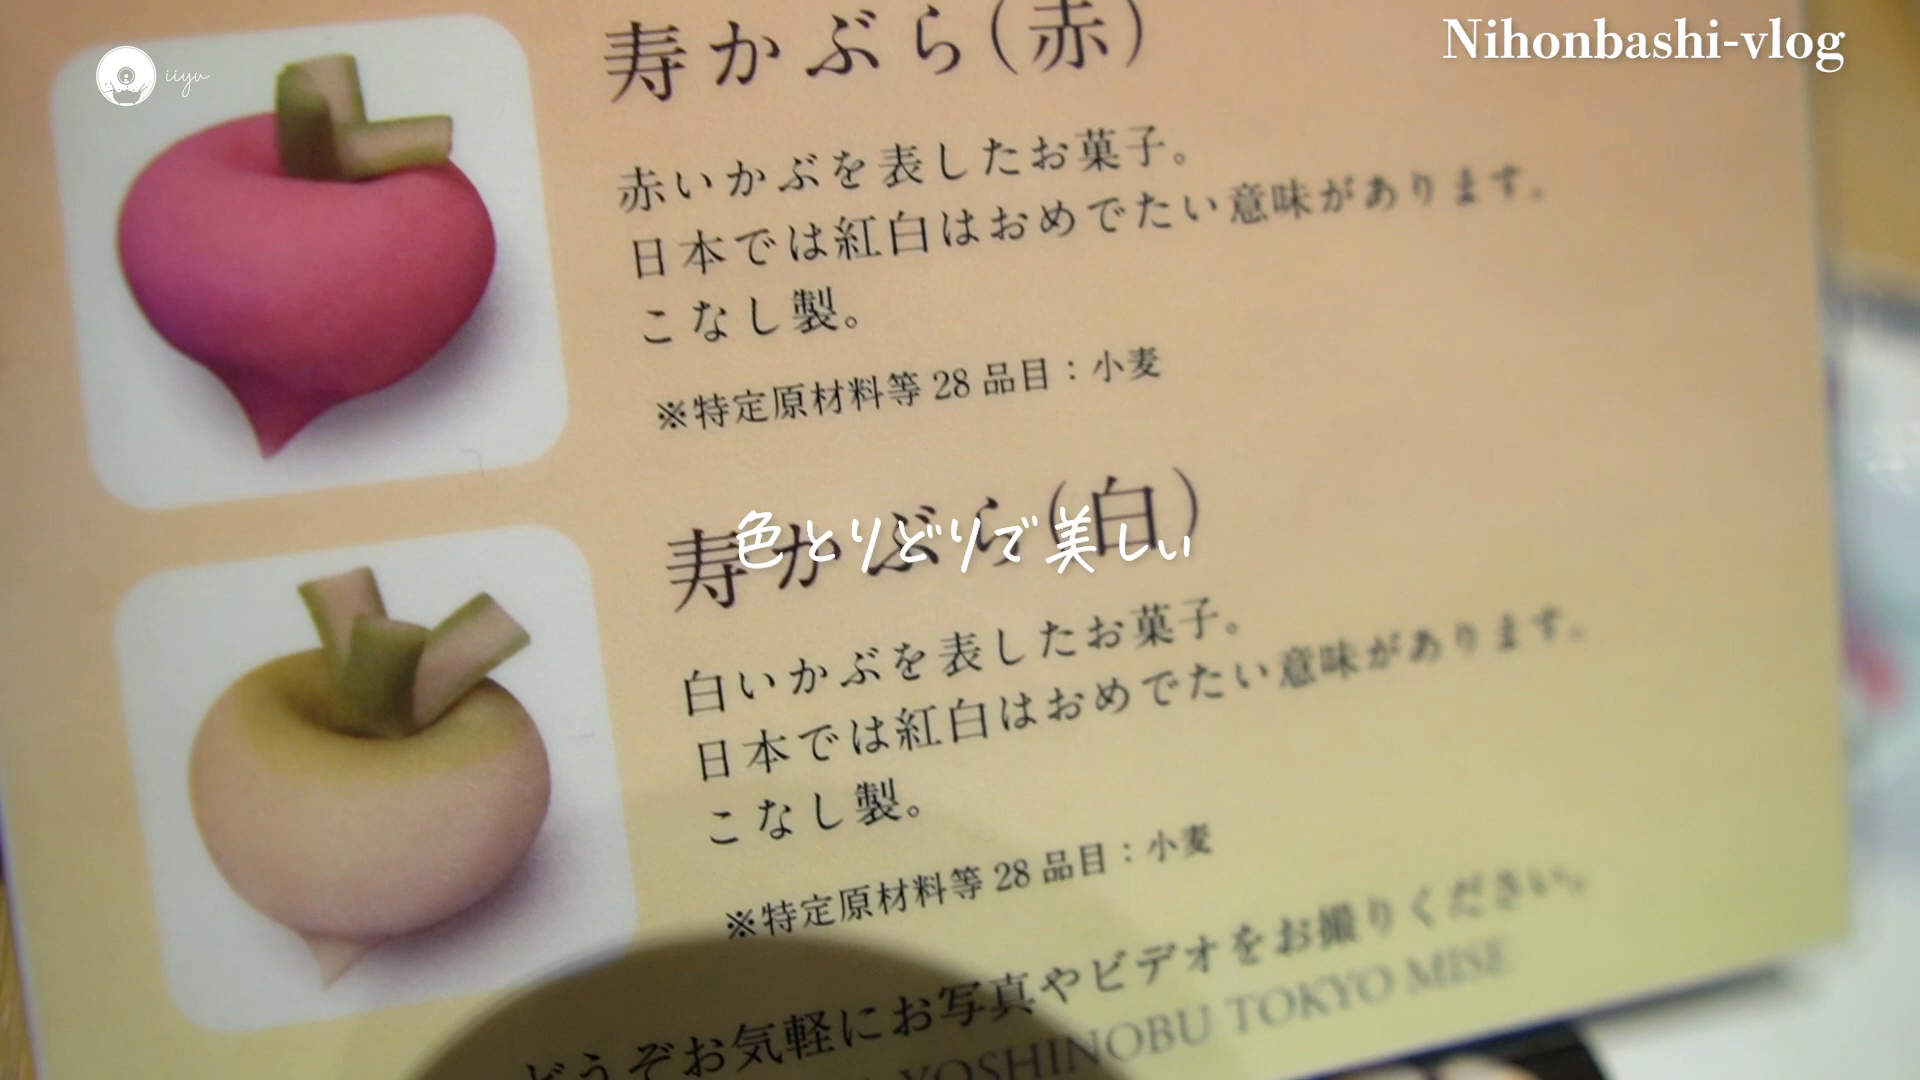 iiyu
Nihonbashi-vlog
寿かぶら(赤)
赤いかぶを表したお菓子。
日本では紅白はおめでたい意味があります。
こなし製。
※特定原材料等28品目：小麦
寿かぶら(白)
色とりどりで美しい
白いかぶを表したお菓子。
日本では紅白はおめでたい意味があります。
こなし製。
※特定原材料等28品目：小麦
どうぞお気軽にお写真やビデオをお撮りください。
YOSHINOBU TOKYO MISE